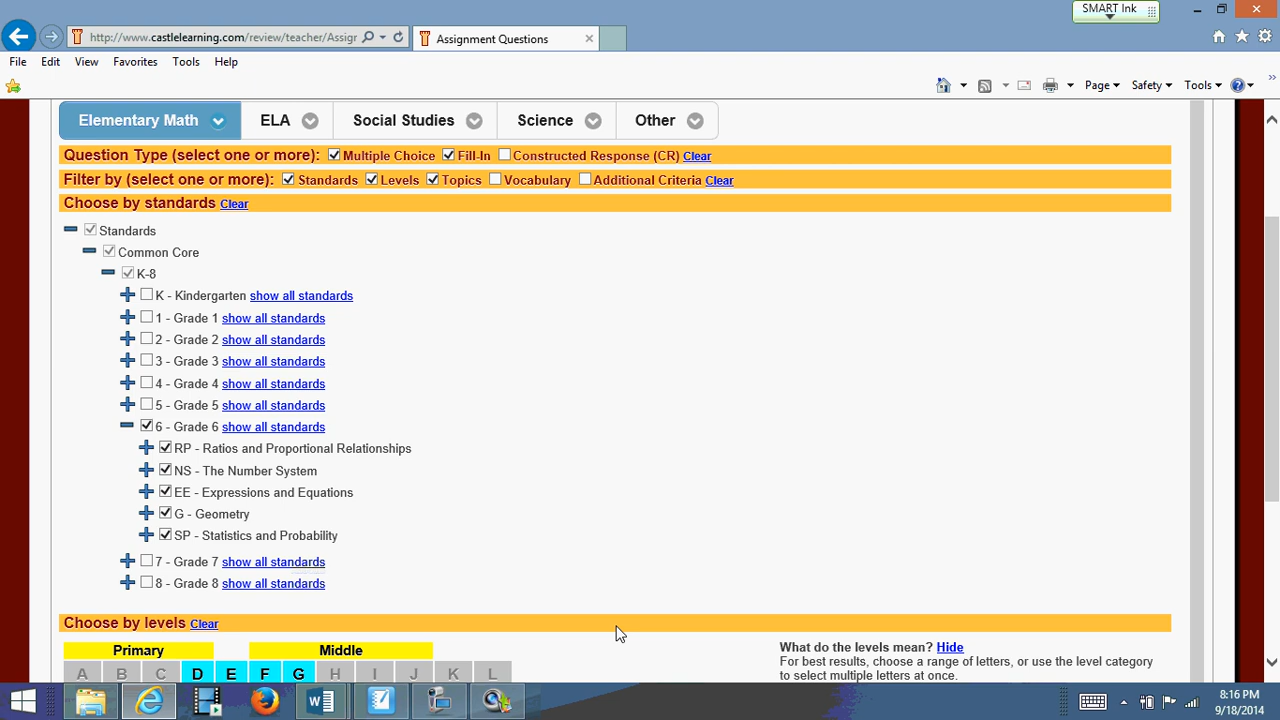 SMART Ink
http://www.castlelearning.com/review/teacher/Assigr
Assignment Questions
File Edit View Favorites Tools Help
Page Safety Tools
Elementary Math ELA Social Studies Science Other
Question Type (select one or more): Multiple Choice Fill-In Constructed Response (CR) Clear
Filter by (select one or more): Standards Levels Topics Vocabulary Additional Criteria Clear
Choose by standards Clear
Standards
Common Core
K-8
K - Kindergarten show all standards
1 - Grade 1 show all standards
2 - Grade 2 show all standards
3 - Grade 3 show all standards
4 - Grade 4 show all standards
5 - Grade 5 show all standards
6 - Grade 6 show all standards
RP - Ratios and Proportional Relationships
NS - The Number System
EE - Expressions and Equations
G - Geometry
SP - Statistics and Probability
7 - Grade 7 show all standards
8 - Grade 8 show all standards
Choose by levels Clear
Primary Middle
A B C D E F G H I J K L
What do the levels mean? Hide
For best results, choose a range of letters, or use the level category
to select multiple letters at once.
8:16 PM
9/18/2014